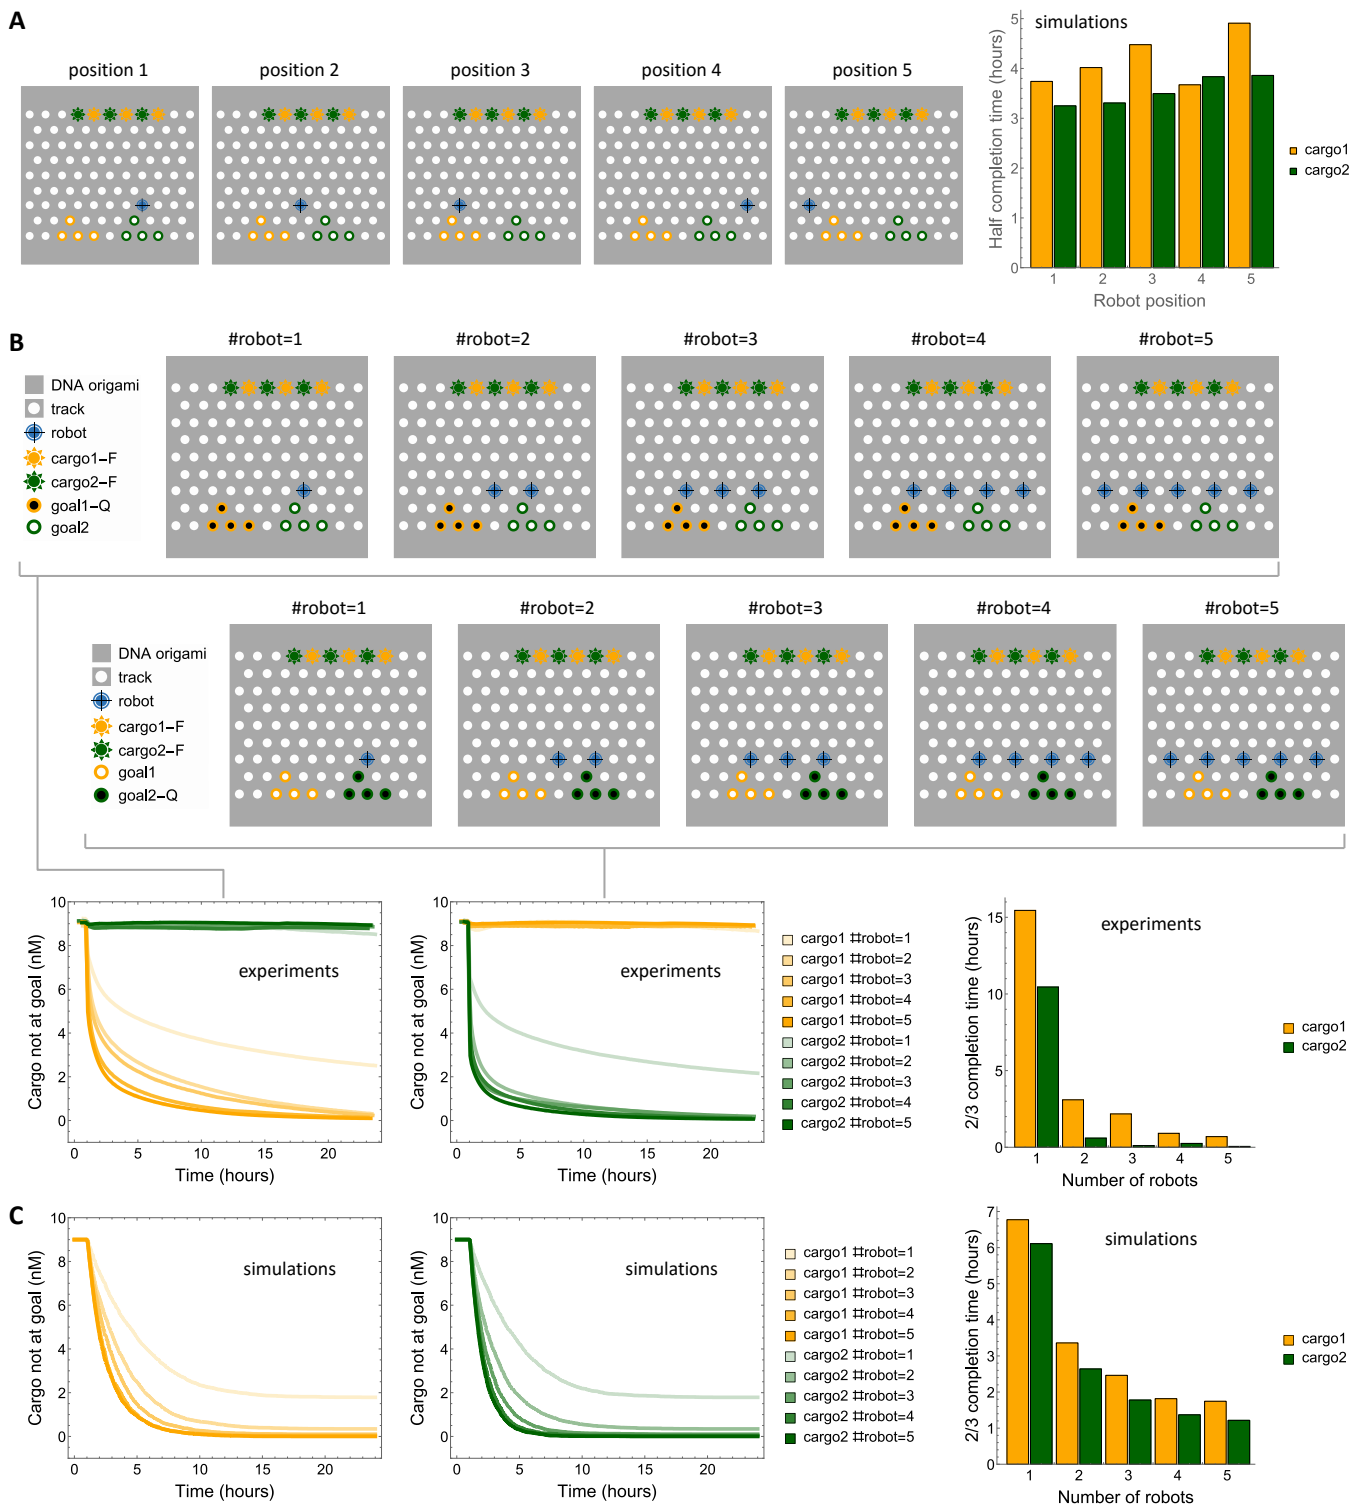 A
position 1
position 2
position 3
position 4
position 5
simulations
Half completion time (hours)
5
4
3
2
1
0
1 2 3 4 5
Robot position
cargo1
cargo2
B
#robot=1
#robot=2
#robot=3
#robot=4
#robot=5
DNA origami
track
robot
cargo1–F
cargo2–F
goal1–Q
goal2
#robot=1
#robot=2
#robot=3
#robot=4
#robot=5
DNA origami
track
robot
cargo1–F
cargo2–F
goal1
goal2–Q
Cargo not at goal (nM)
10
8
6
4
2
0
experiments
0 5 10 15 20
Time (hours)
Cargo not at goal (nM)
10
8
6
4
2
0
experiments
0 5 10 15 20
Time (hours)
cargo1 #robot=1
cargo1 #robot=2
cargo1 #robot=3
cargo1 #robot=4
cargo1 #robot=5
cargo2 #robot=1
cargo2 #robot=2
cargo2 #robot=3
cargo2 #robot=4
cargo2 #robot=5
2/3 completion time (hours)
15
10
5
0
experiments
1 2 3 4 5
Number of robots
cargo1
cargo2
C
Cargo not at goal (nM)
10
8
6
4
2
0
simulations
0 5 10 15 20
Time (hours)
Cargo not at goal (nM)
10
8
6
4
2
0
simulations
0 5 10 15 20
Time (hours)
cargo1 #robot=1
cargo1 #robot=2
cargo1 #robot=3
cargo1 #robot=4
cargo1 #robot=5
cargo2 #robot=1
cargo2 #robot=2
cargo2 #robot=3
cargo2 #robot=4
cargo2 #robot=5
2/3 completion time (hours)
7
6
5
4
3
2
1
0
simulations
1 2 3 4 5
Number of robots
cargo1
cargo2